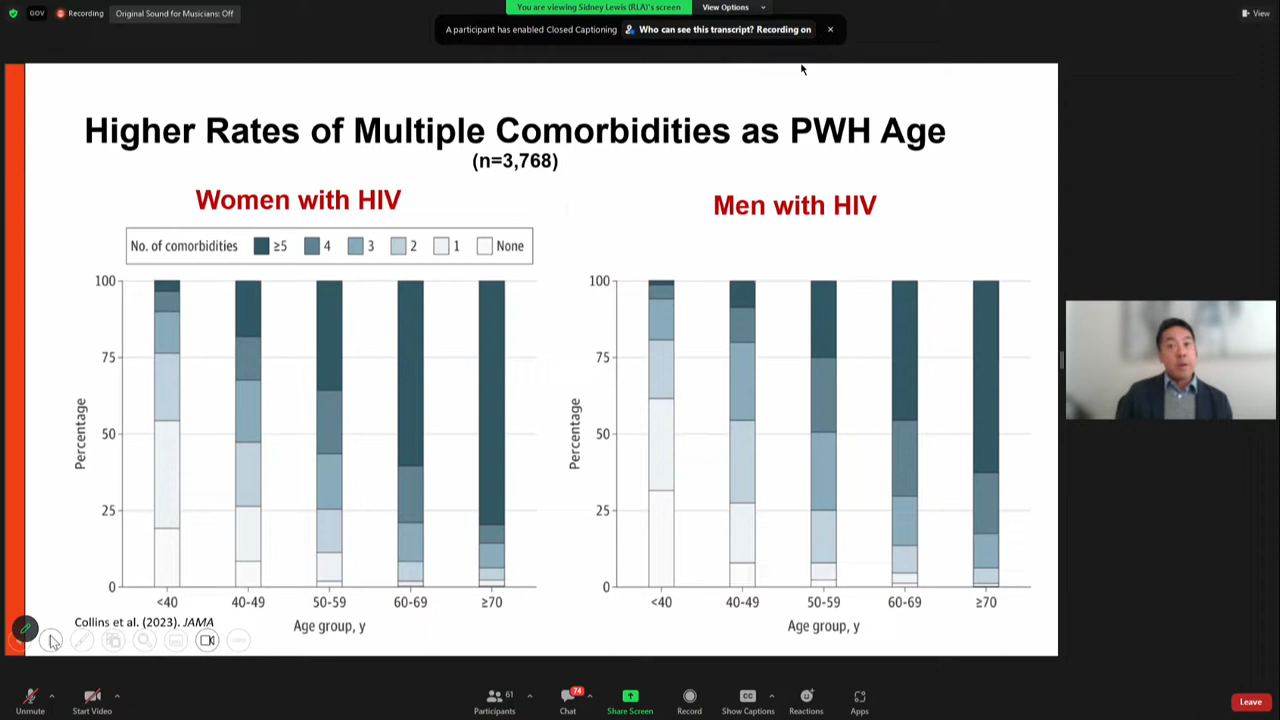 GOV
Recording
Original Sound for Musicians: Off
You are viewing Sidney Lewis (RLA)'s screen
View Options
View
A participant has enabled Closed Captioning
Who can see this transcript? Recording on
Higher Rates of Multiple Comorbidities as PWH Age
(n=3,768)
Women with HIV
Men with HIV
No. of comorbidities ≥5 4 3 2 1 None
100
75
50
25
0
Percentage
<40 40-49 50-59 60-69 ≥70
Age group, y
100
75
50
25
0
Percentage
<40 40-49 50-59 60-69 ≥70
Age group, y
Collins et al. (2023). JAMA
Unmute
Start Video
61
Participants
74
Chat
Share Screen
Record
CC
Show Captions
Reactions
Apps
Leave